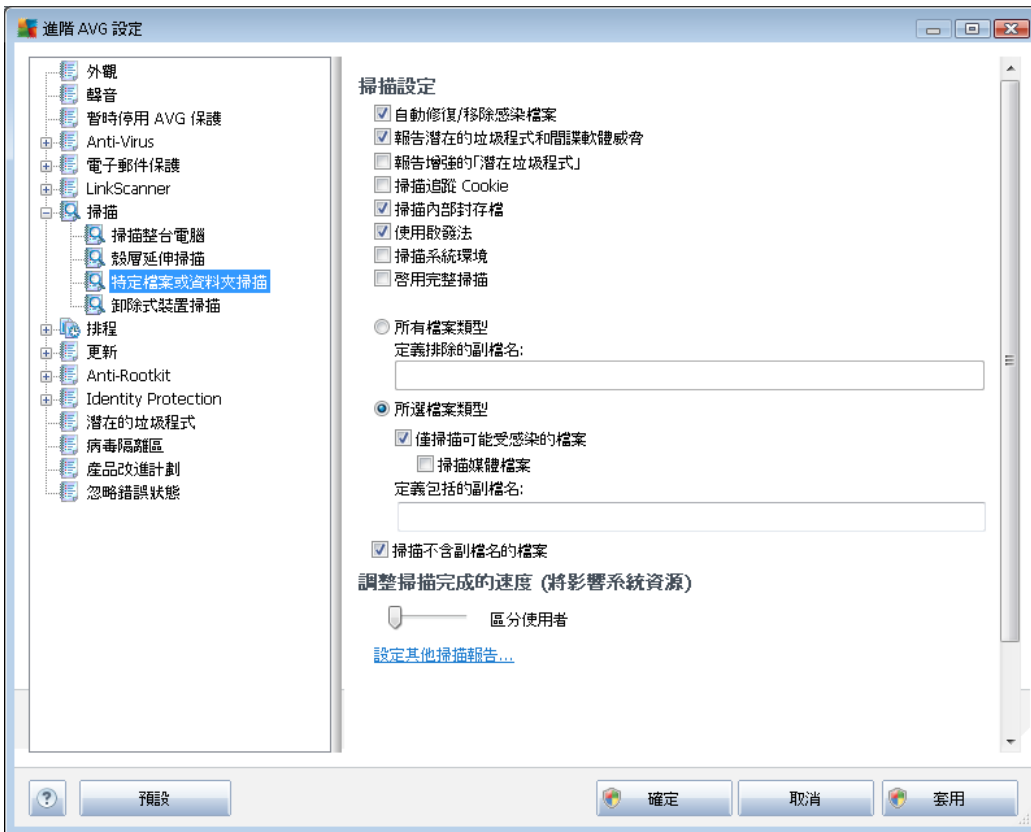 進階 AVG 設定
外觀
聲音
暫時停用 AVG 保護
Anti-Virus
電子郵件保護
LinkScanner
掃描
掃描整台電腦
殼層延伸掃描
特定檔案或資料夾掃描
卸除式裝置掃描
排程
更新
Anti-Rootkit
Identity Protection
潛在的垃圾程式
病毒隔離區
產品改進計劃
忽略錯誤狀態
掃描設定
自動修復/移除感染檔案
報告潛在的垃圾程式和間諜軟體威脅
報告增強的「潛在垃圾程式」
掃描追蹤 Cookie
掃描內部封存檔
使用啟發法
掃描系統環境
啓用完整掃描
所有檔案類型
定義排除的副檔名:
所選檔案類型
僅掃描可能受感染的檔案
掃描媒體檔案
定義包括的副檔名:
掃描不含副檔名的檔案
調整掃描完成的速度 (將影響系統資源)
區分使用者
設定其他掃描報告...
?
預設
確定
取消
套用